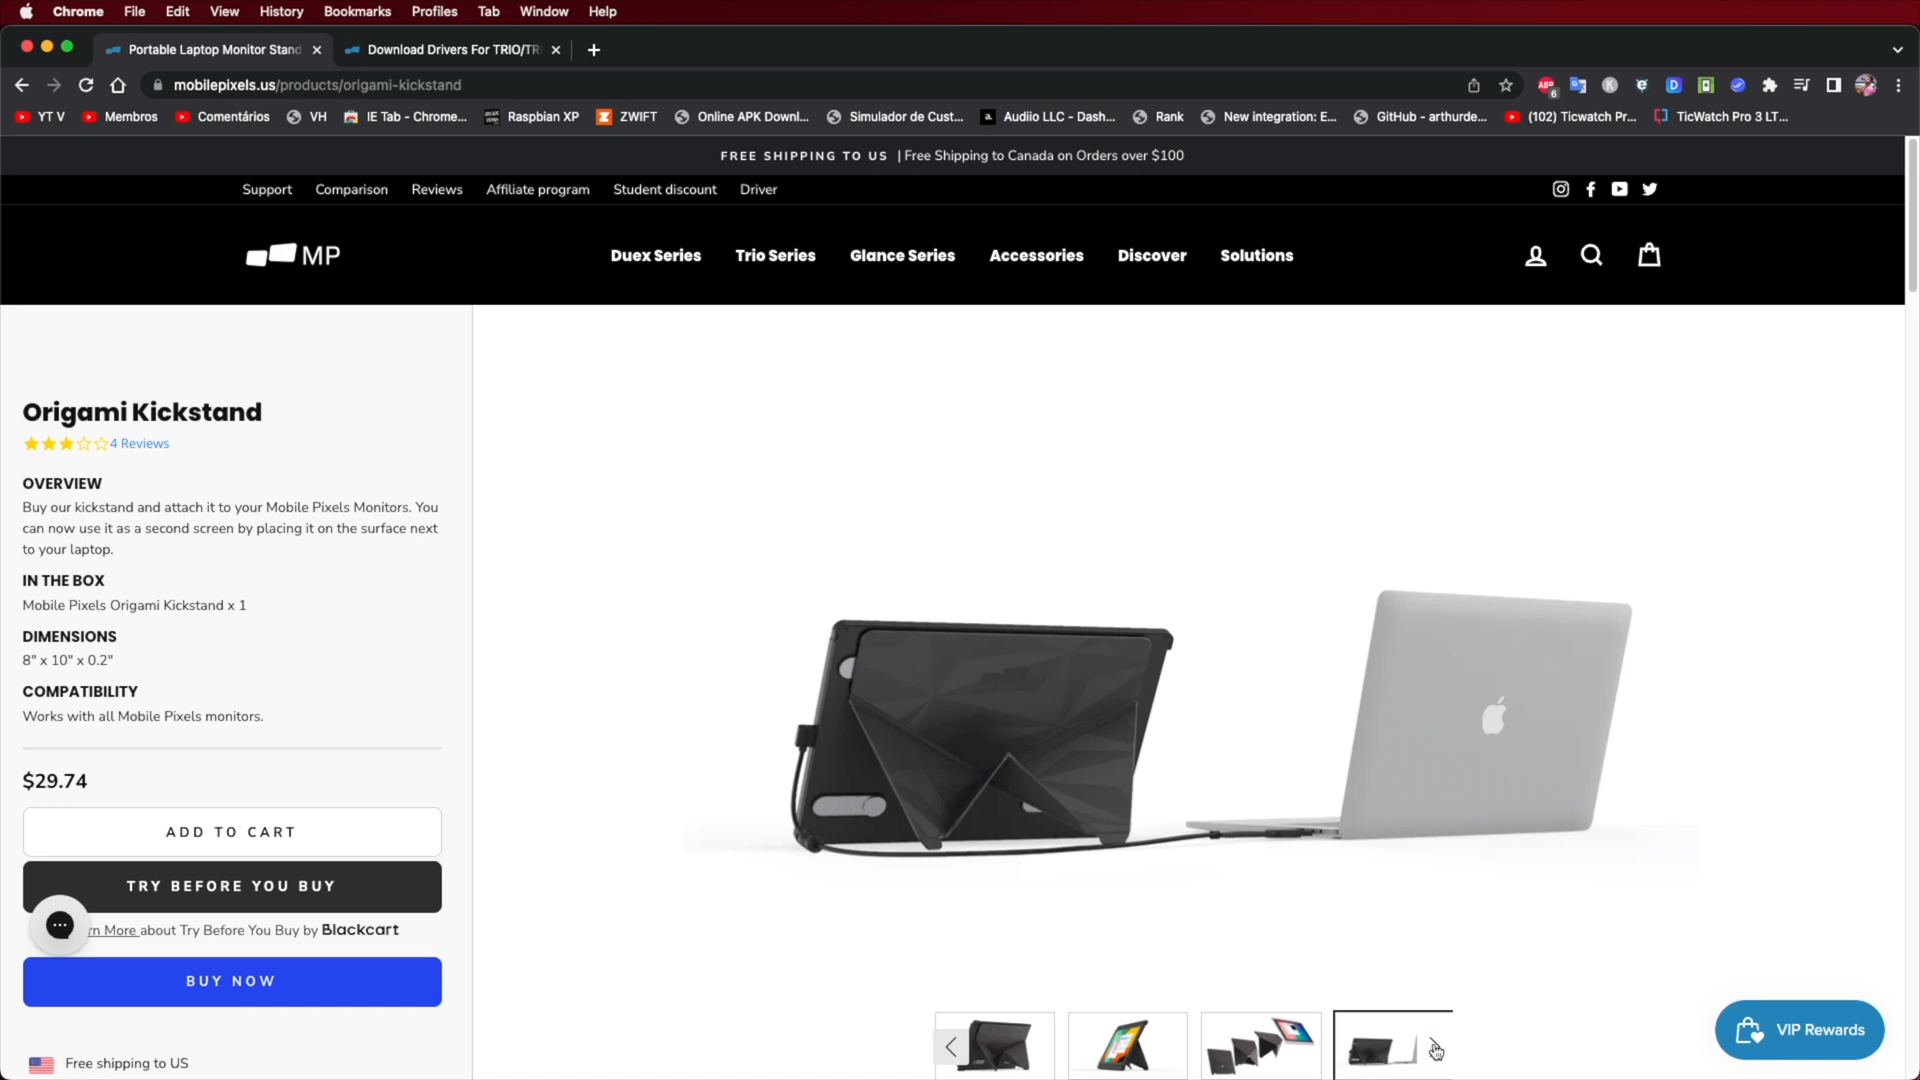 Chrome File Edit View History Bookmarks Profiles Tab Window Help
Portable Laptop Monitor Stand
Download Drivers For TRIO/TR
mobilepixels.us/products/origami-kickstand
YT V Membros Comentários VH IE Tab - Chrome... Raspbian XP ZWIFT Online APK Downl... Simulador de Cust... Audiio LLC - Dash... Rank New integration: E... GitHub - arthurde... (102) Ticwatch Pr... TicWatch Pro 3 LT...
FREE SHIPPING TO US | Free Shipping to Canada on Orders over $100
Support Comparison Reviews Affiliate program Student discount Driver
MP
Duex Series Trio Series Glance Series Accessories Discover Solutions
Origami Kickstand
4 Reviews
OVERVIEW
Buy our kickstand and attach it to your Mobile Pixels Monitors. You
can now use it as a second screen by placing it on the surface next
to your laptop.
IN THE BOX
Mobile Pixels Origami Kickstand x 1
DIMENSIONS
8" x 10" x 0.2"
COMPATIBILITY
Works with all Mobile Pixels monitors.
$29.74
ADD TO CART
TRY BEFORE YOU BUY
rn More about Try Before You Buy by Blackcart
BUY NOW
Free shipping to US
VIP Rewards